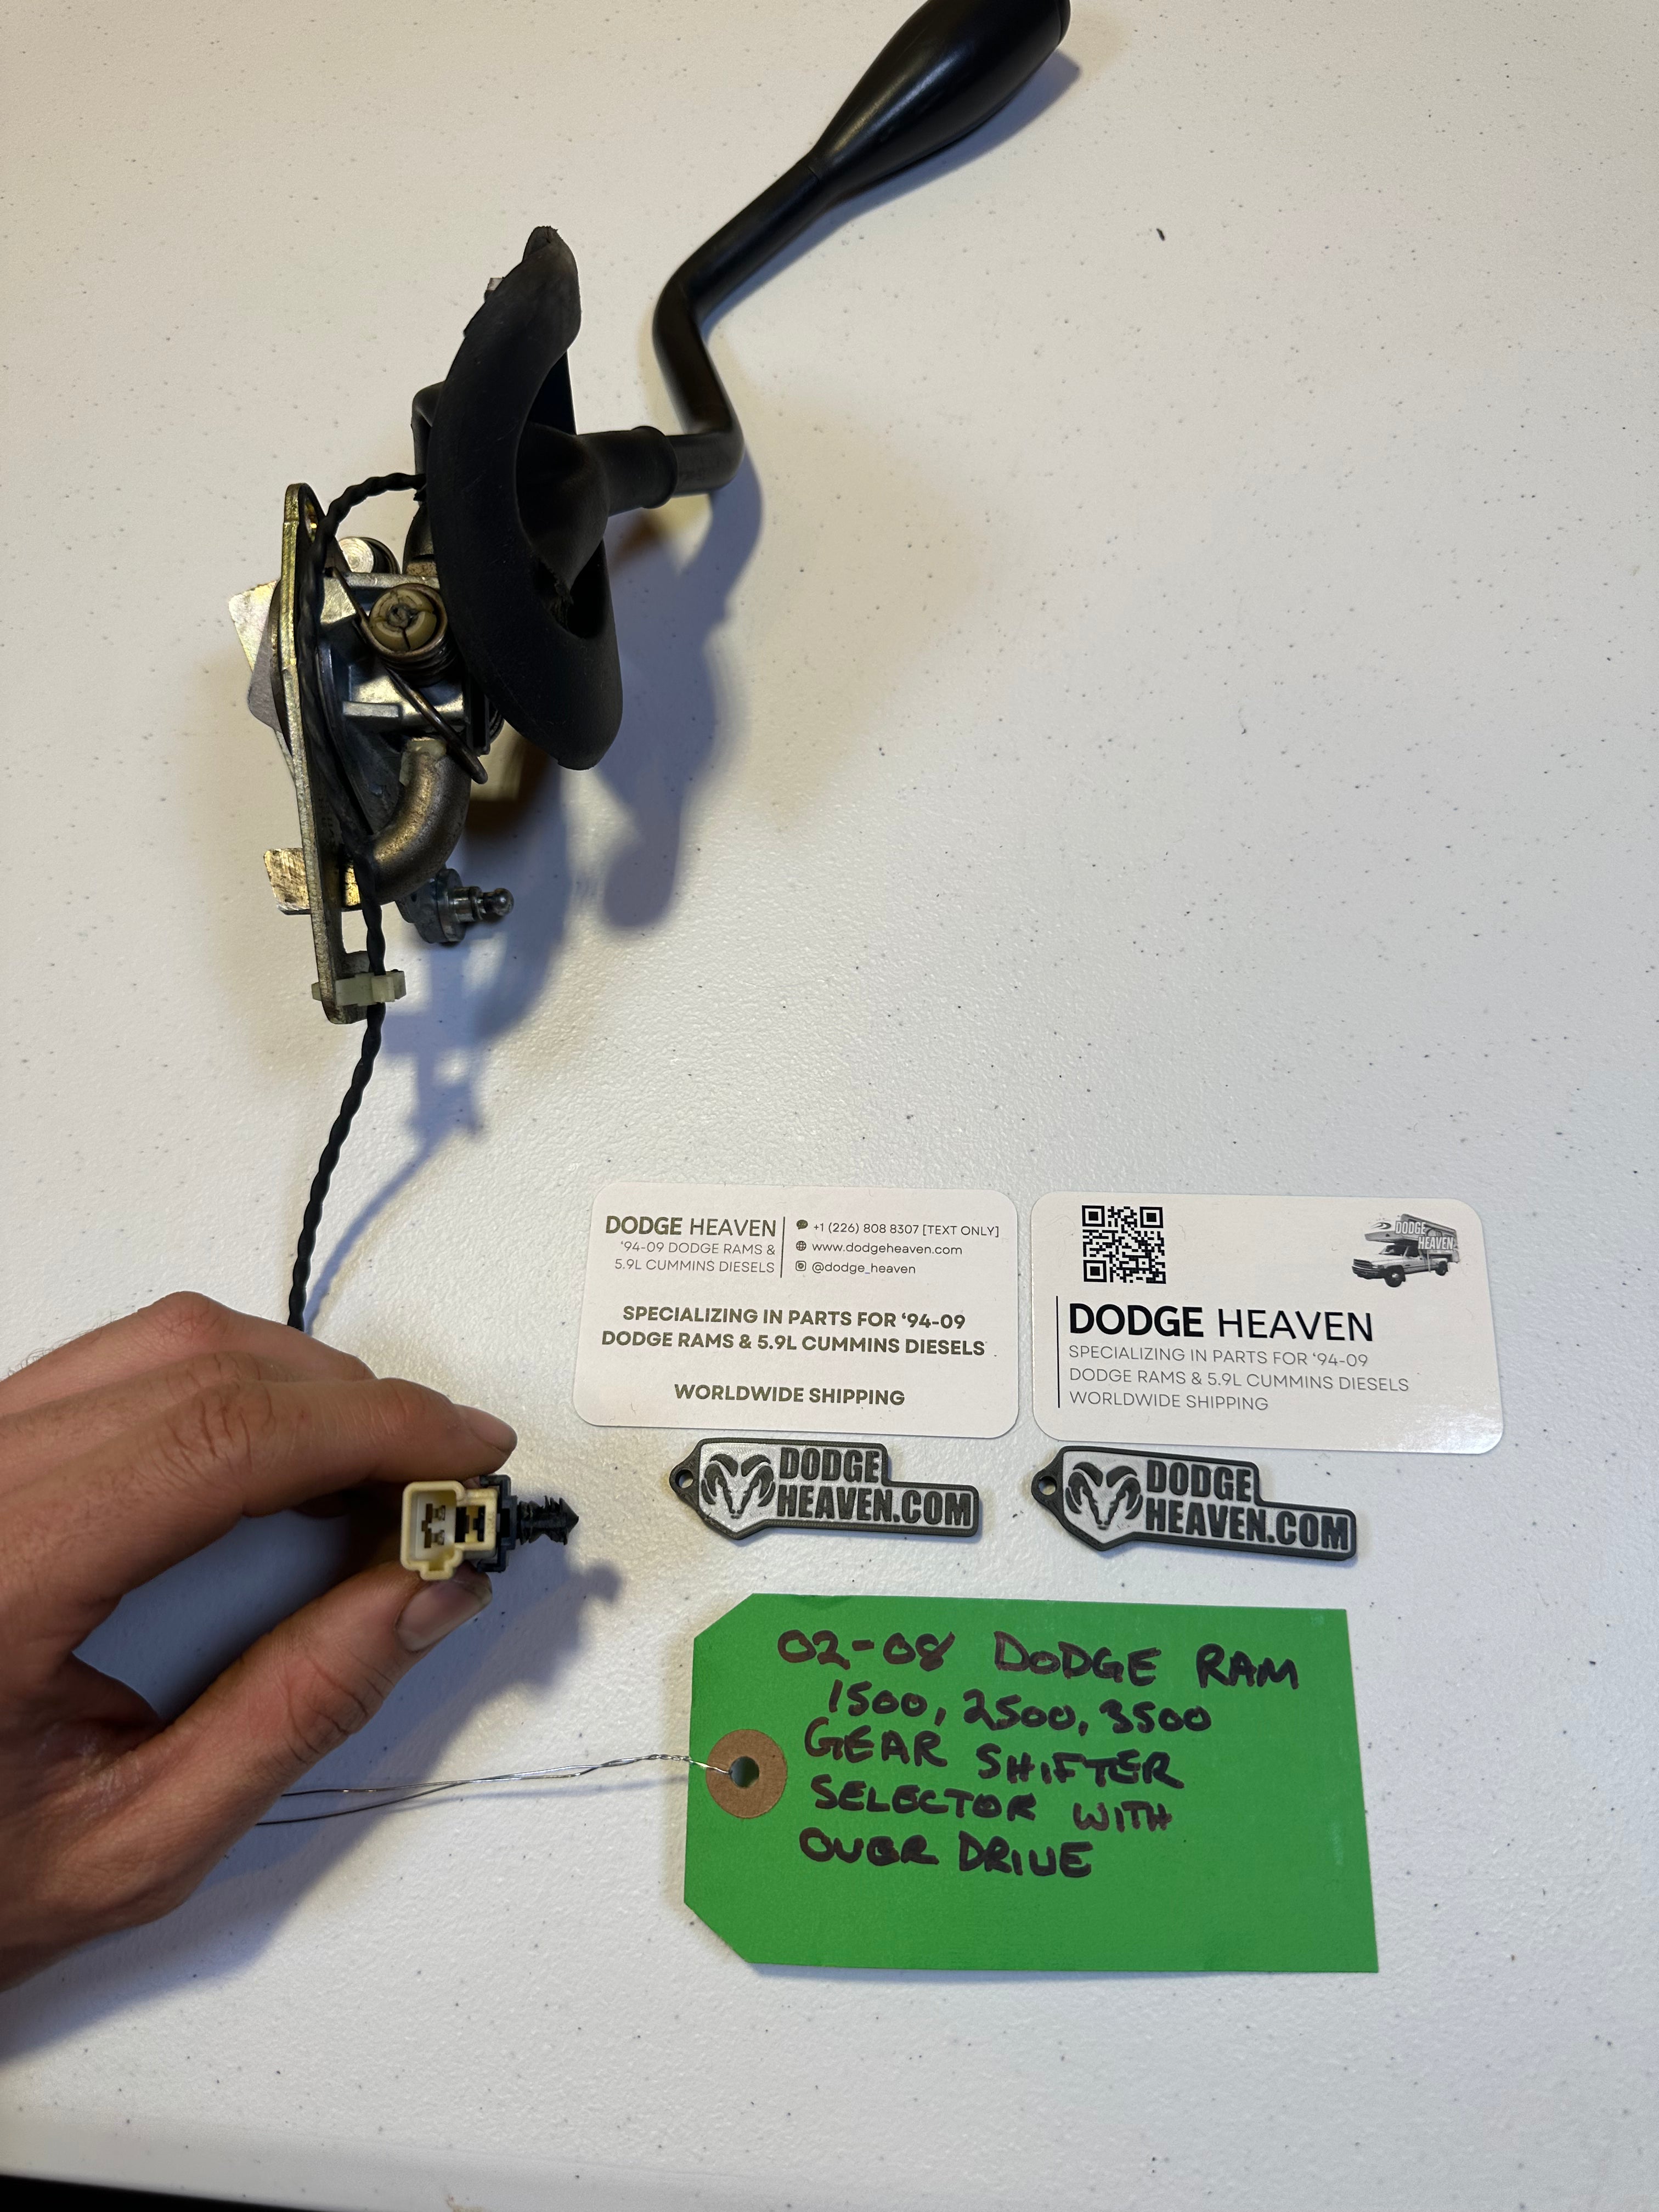 DODGE HEAVEN
'94-09 DODGE RAMS &
5.9L CUMMINS DIESELS
+1 (226) 808 8307 [TEXT ONLY]
www.dodgeheaven.com
@dodge_heaven
SPECIALIZING IN PARTS FOR '94-09
DODGE RAMS & 5.9L CUMMINS DIESELS
WORLDWIDE SHIPPING
DODGE
HEAVEN
DODGE HEAVEN
SPECIALIZING IN PARTS FOR '94-09
DODGE RAMS & 5.9L CUMMINS DIESELS
WORLDWIDE SHIPPING
DODGE
HEAVEN.COM
DODGE
HEAVEN.COM
02-08 DODGE RAM
1500, 2500, 3500
GEAR SHIFTER
SELECTOR WITH
OVER DRIVE